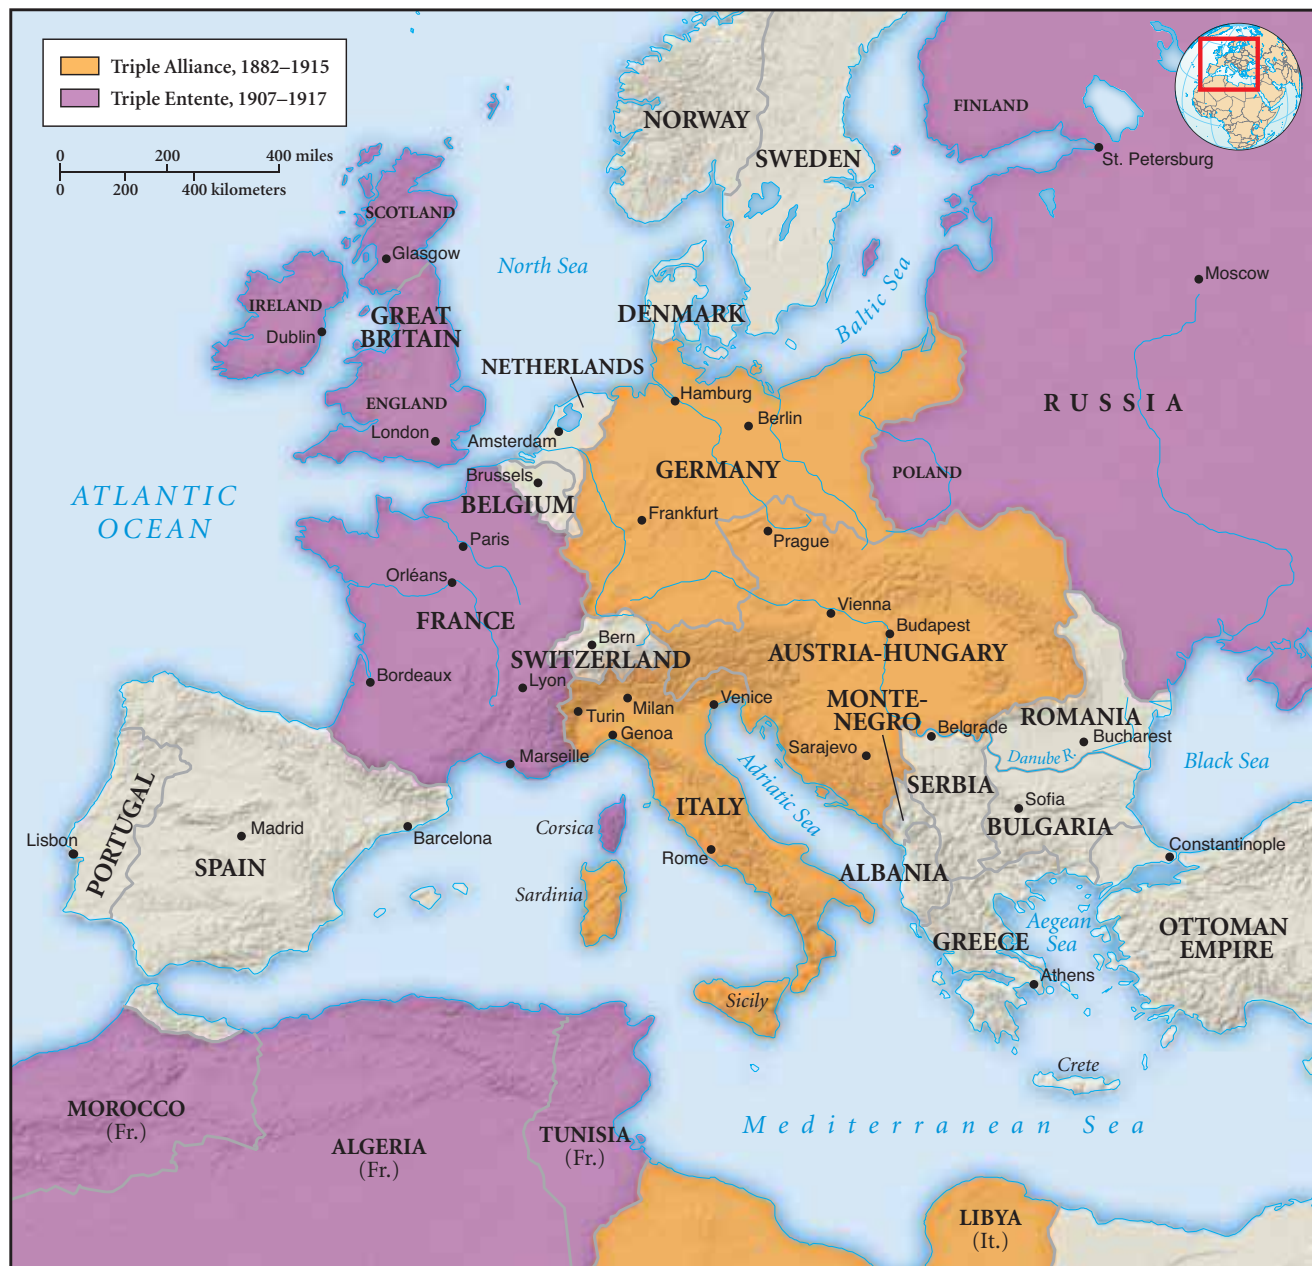 Triple Alliance, 1882–1915
Triple Entente, 1907–1917
0 200 400 miles
0 200 400 kilometers
NORWAY
SWEDEN
FINLAND
St. Petersburg
SCOTLAND
Glasgow
North Sea
Baltic Sea
Moscow
IRELAND
Dublin
GREAT
BRITAIN
DENMARK
NETHERLANDS
ENGLAND
London
Hamburg
Berlin
Amsterdam
RUSSIA
ATLANTIC
OCEAN
Brussels
BELGIUM
GERMANY
POLAND
Frankfurt
Prague
Paris
Orléans
FRANCE
Vienna
Budapest
Bern
SWITZERLAND
AUSTRIA-HUNGARY
Bordeaux
Lyon
Turin
Milan
Genoa
Venice
MONTE-
NEGRO
Belgrade
ROMANIA
Bucharest
Sarajevo
Danube R.
Black Sea
Marseille
Adriatic Sea
SERBIA
PORTUGAL
Lisbon
Madrid
SPAIN
Barcelona
Corsica
ITALY
Rome
Sofia
BULGARIA
Constantinople
Sardinia
ALBANIA
GREECE
Aegean
Sea
OTTOMAN
EMPIRE
Athens
Sicily
Crete
MOROCCO
(Fr.)
ALGERIA
(Fr.)
TUNISIA
(Fr.)
Mediterranean Sea
LIBYA
(It.)